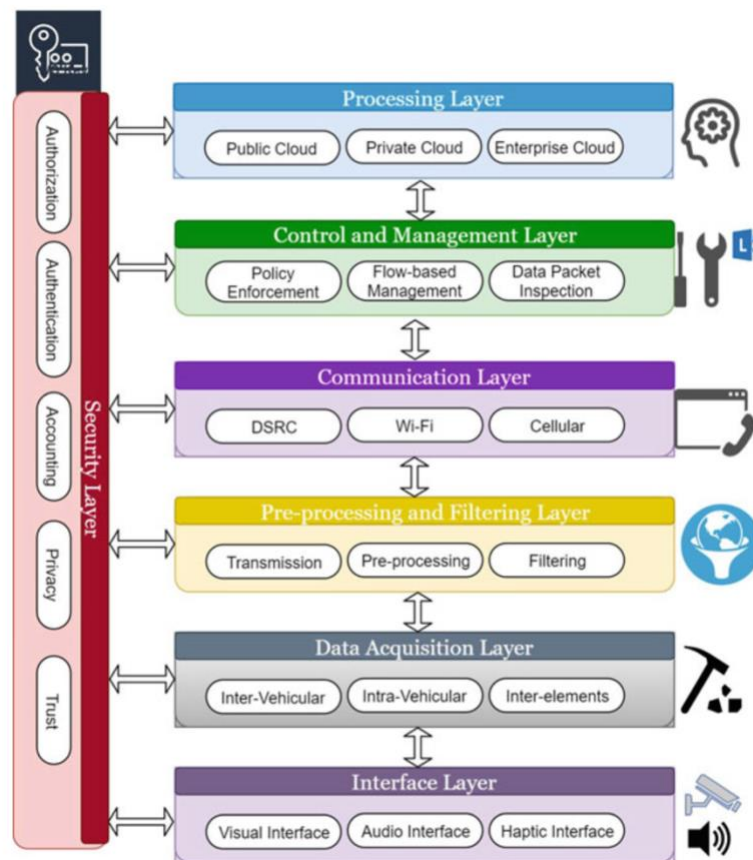 Authorization
Authentication
Accounting
Privacy
Trust
Security Layer
Processing Layer
Public Cloud
Private Cloud
Enterprise Cloud
Control and Management Layer
Policy
Enforcement
Flow-based
Management
Data Packet
Inspection
L
Communication Layer
DSRC
Wi-Fi
Cellular
Pre-processing and Filtering Layer
Transmission
Pre-processing
Filtering
Data Acquisition Layer
Inter-Vehicular
Intra-Vehicular
Inter-elements
Interface Layer
Visual Interface
Audio Interface
Haptic Interface